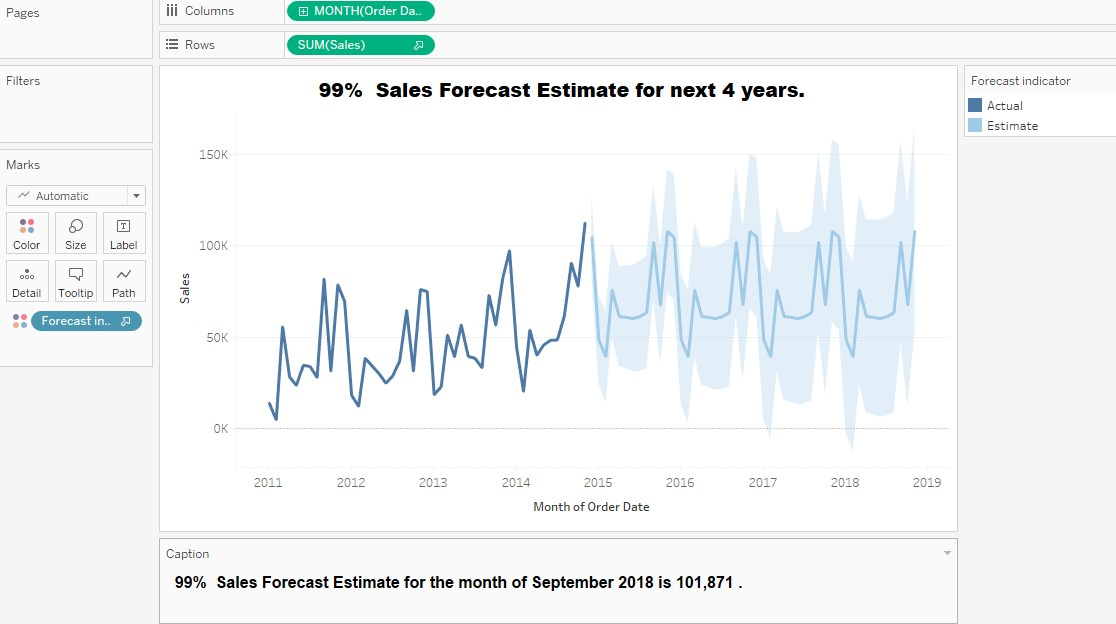 Pages
Columns
MONTH(Order Da..
Rows
SUM(Sales)
Filters
Marks
Automatic
Color Size Label
Detail Tooltip Path
Forecast in..
99% Sales Forecast Estimate for next 4 years.
Sales
150K
100K
50K
0K
2011 2012 2013 2014 2015 2016 2017 2018 2019
Month of Order Date
Forecast indicator
Actual
Estimate
Caption
99% Sales Forecast Estimate for the month of September 2018 is 101,871 .